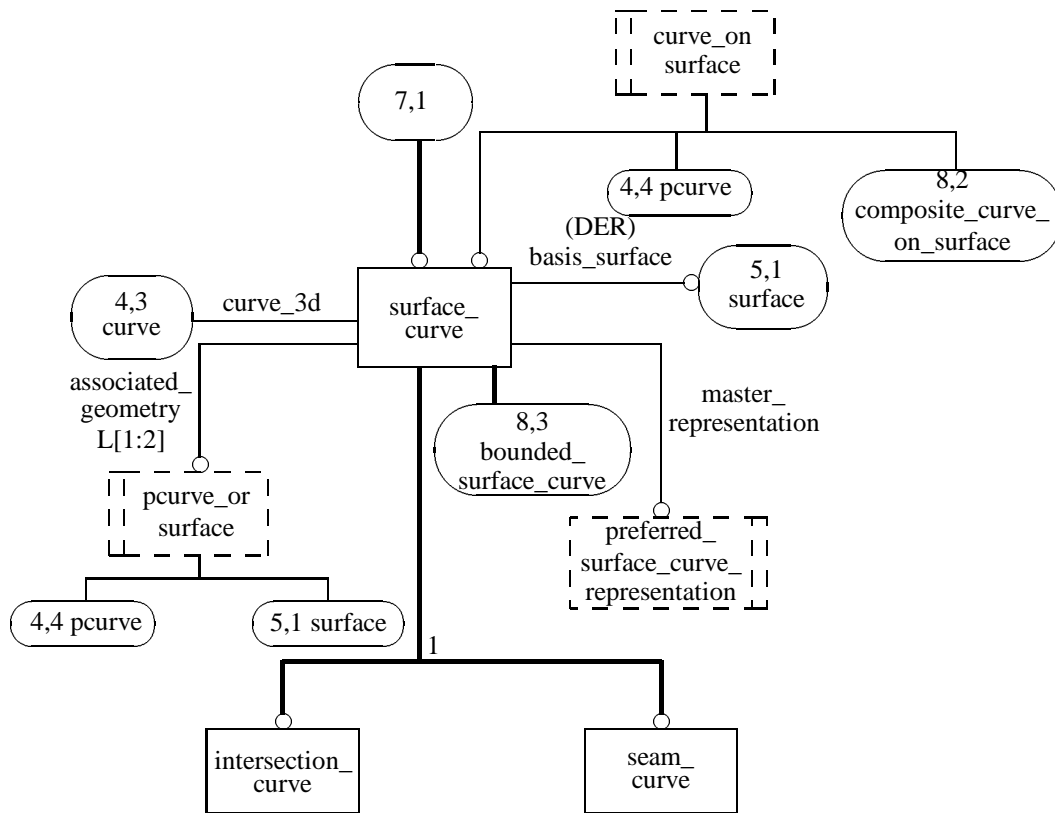 curve_on
surface
7,1
4,4 pcurve
8,2
composite_curve_
on_surface
(DER)
basis_surface
5,1
surface
4,3
curve
curve_3d
surface_
curve
associated_
geometry
L[1:2]
8,3
bounded_
surface_curve
master_
representation
pcurve_or
surface
preferred_
surface_curve_
representation
4,4 pcurve
5,1 surface
1
intersection_
curve
seam_
curve